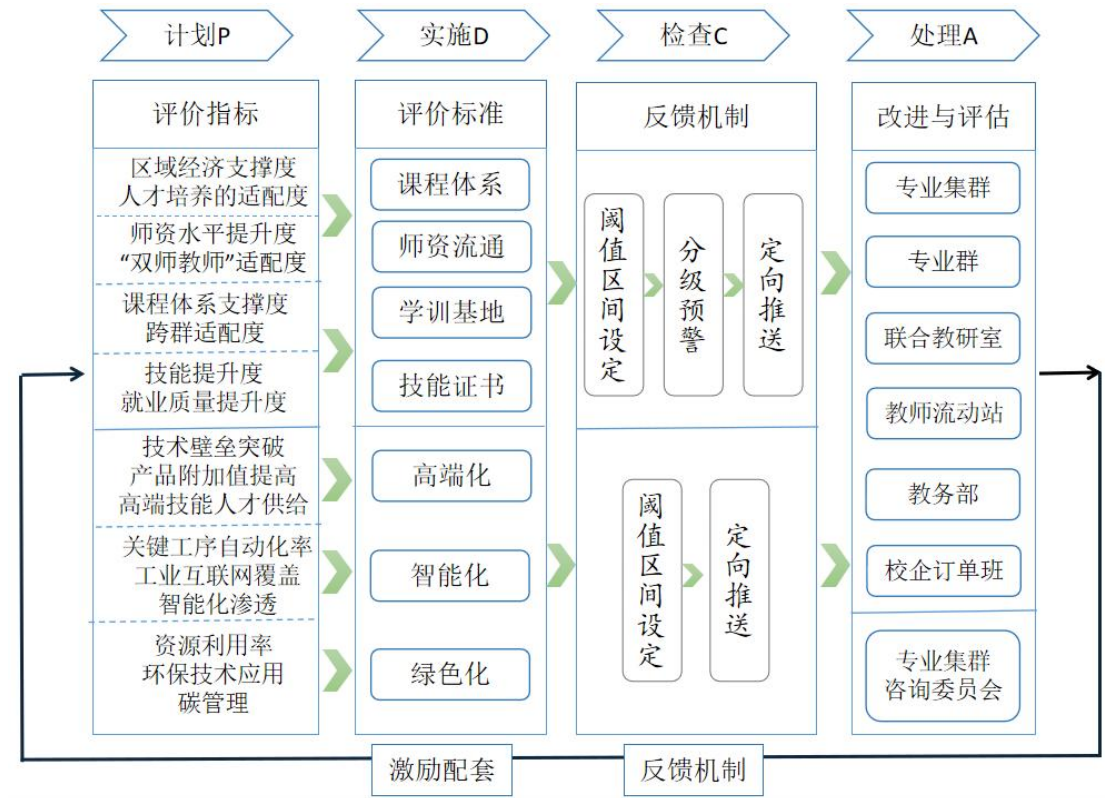 计划P
实施D
检查C
处理A
评价指标
评价标准
反馈机制
改进与评估
区域经济支撑度
人才培养的适配度
师资水平提升度
“双师教师”适配度
课程体系支撑度
跨群适配度
技能提升度
就业质量提升度
技术壁垒突破
产品附加值提高
高端技能人才供给
关键工序自动化率
工业互联网覆盖
智能化渗透
资源利用率
环保技术应用
碳管理
课程体系
师资流通
学训基地
技能证书
高端化
智能化
绿色化
阈值区间设定
分级预警
定向推送
阈值区间设定
定向推送
专业集群
专业群
联合教研室
教师流动站
教务部
校企订单班
专业集群
咨询委员会
激励配套
反馈机制